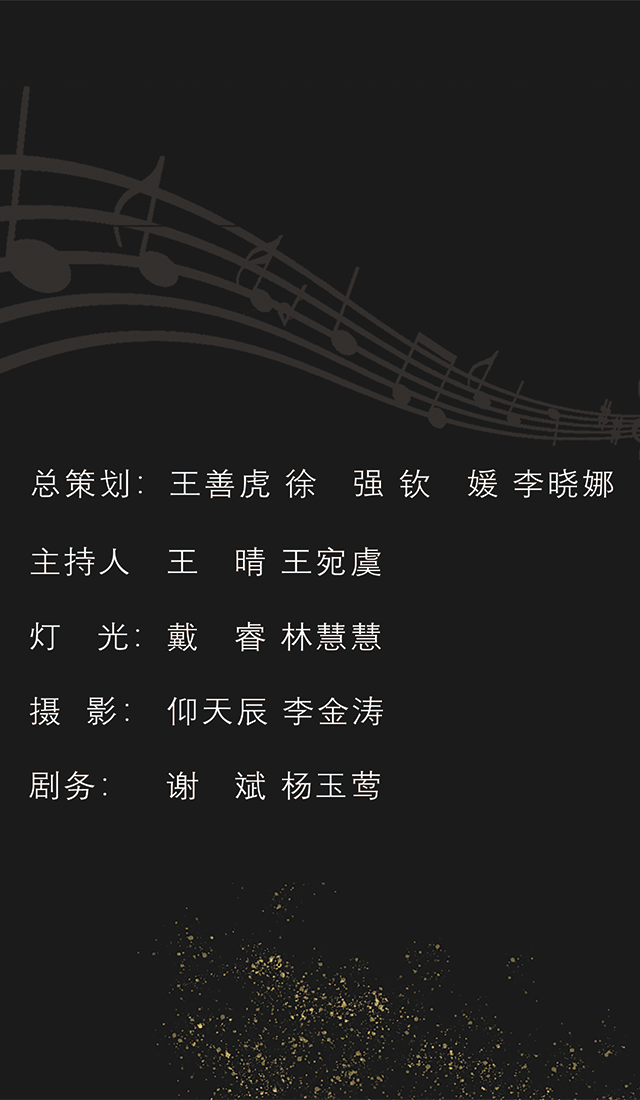 总策划：王善虎 徐　强 钦　媛 李晓娜
主持人　王　晴 王宛虞
灯　光：戴　睿 林慧慧
摄　影：仰天辰 李金涛
剧务：　谢　斌 杨玉莺